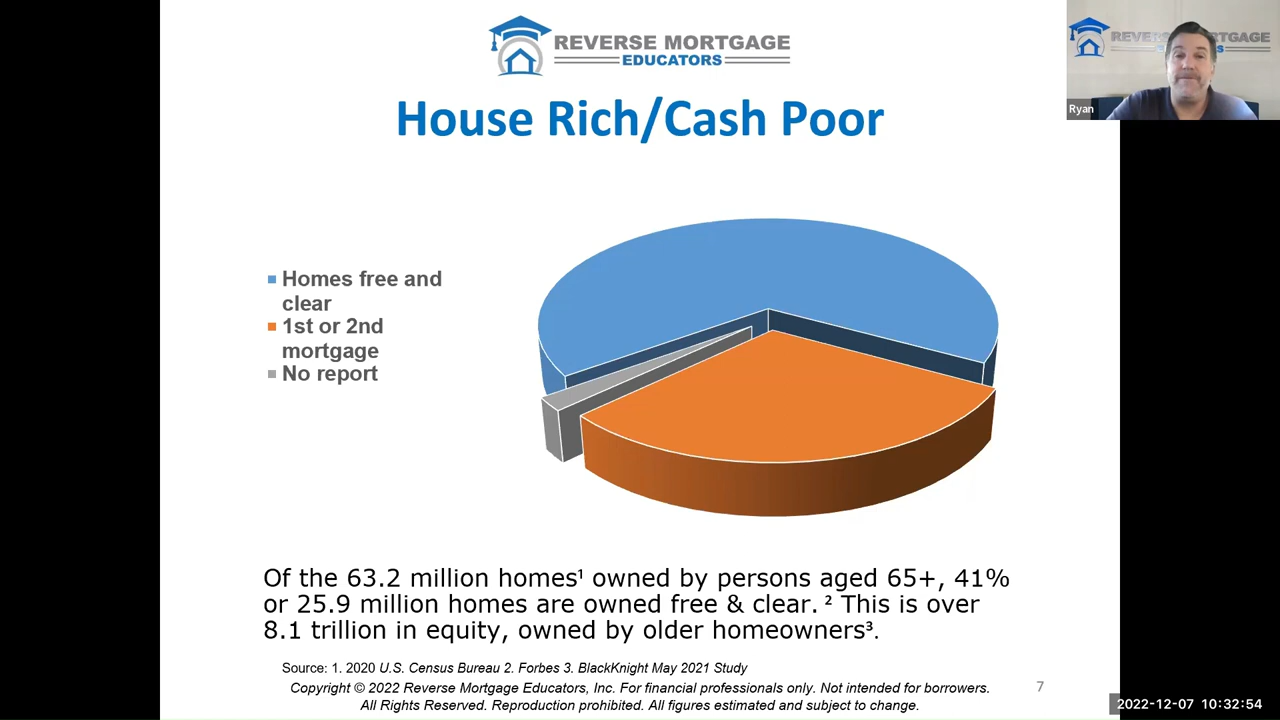 REVERSE MORTGAGE
EDUCATORS
REVERSE MORTGAGE
Ryan
House Rich/Cash Poor
Homes free and
clear
1st or 2nd
mortgage
No report
Of the 63.2 million homes¹ owned by persons aged 65+, 41%
or 25.9 million homes are owned free & clear. ² This is over
8.1 trillion in equity, owned by older homeowners³.
Source: 1. 2020 U.S. Census Bureau 2. Forbes 3. BlackKnight May 2021 Study
Copyright © 2022 Reverse Mortgage Educators, Inc. For financial professionals only. Not intended for borrowers.
All Rights Reserved. Reproduction prohibited. All figures estimated and subject to change.
7
2022-12-07 10:32:54